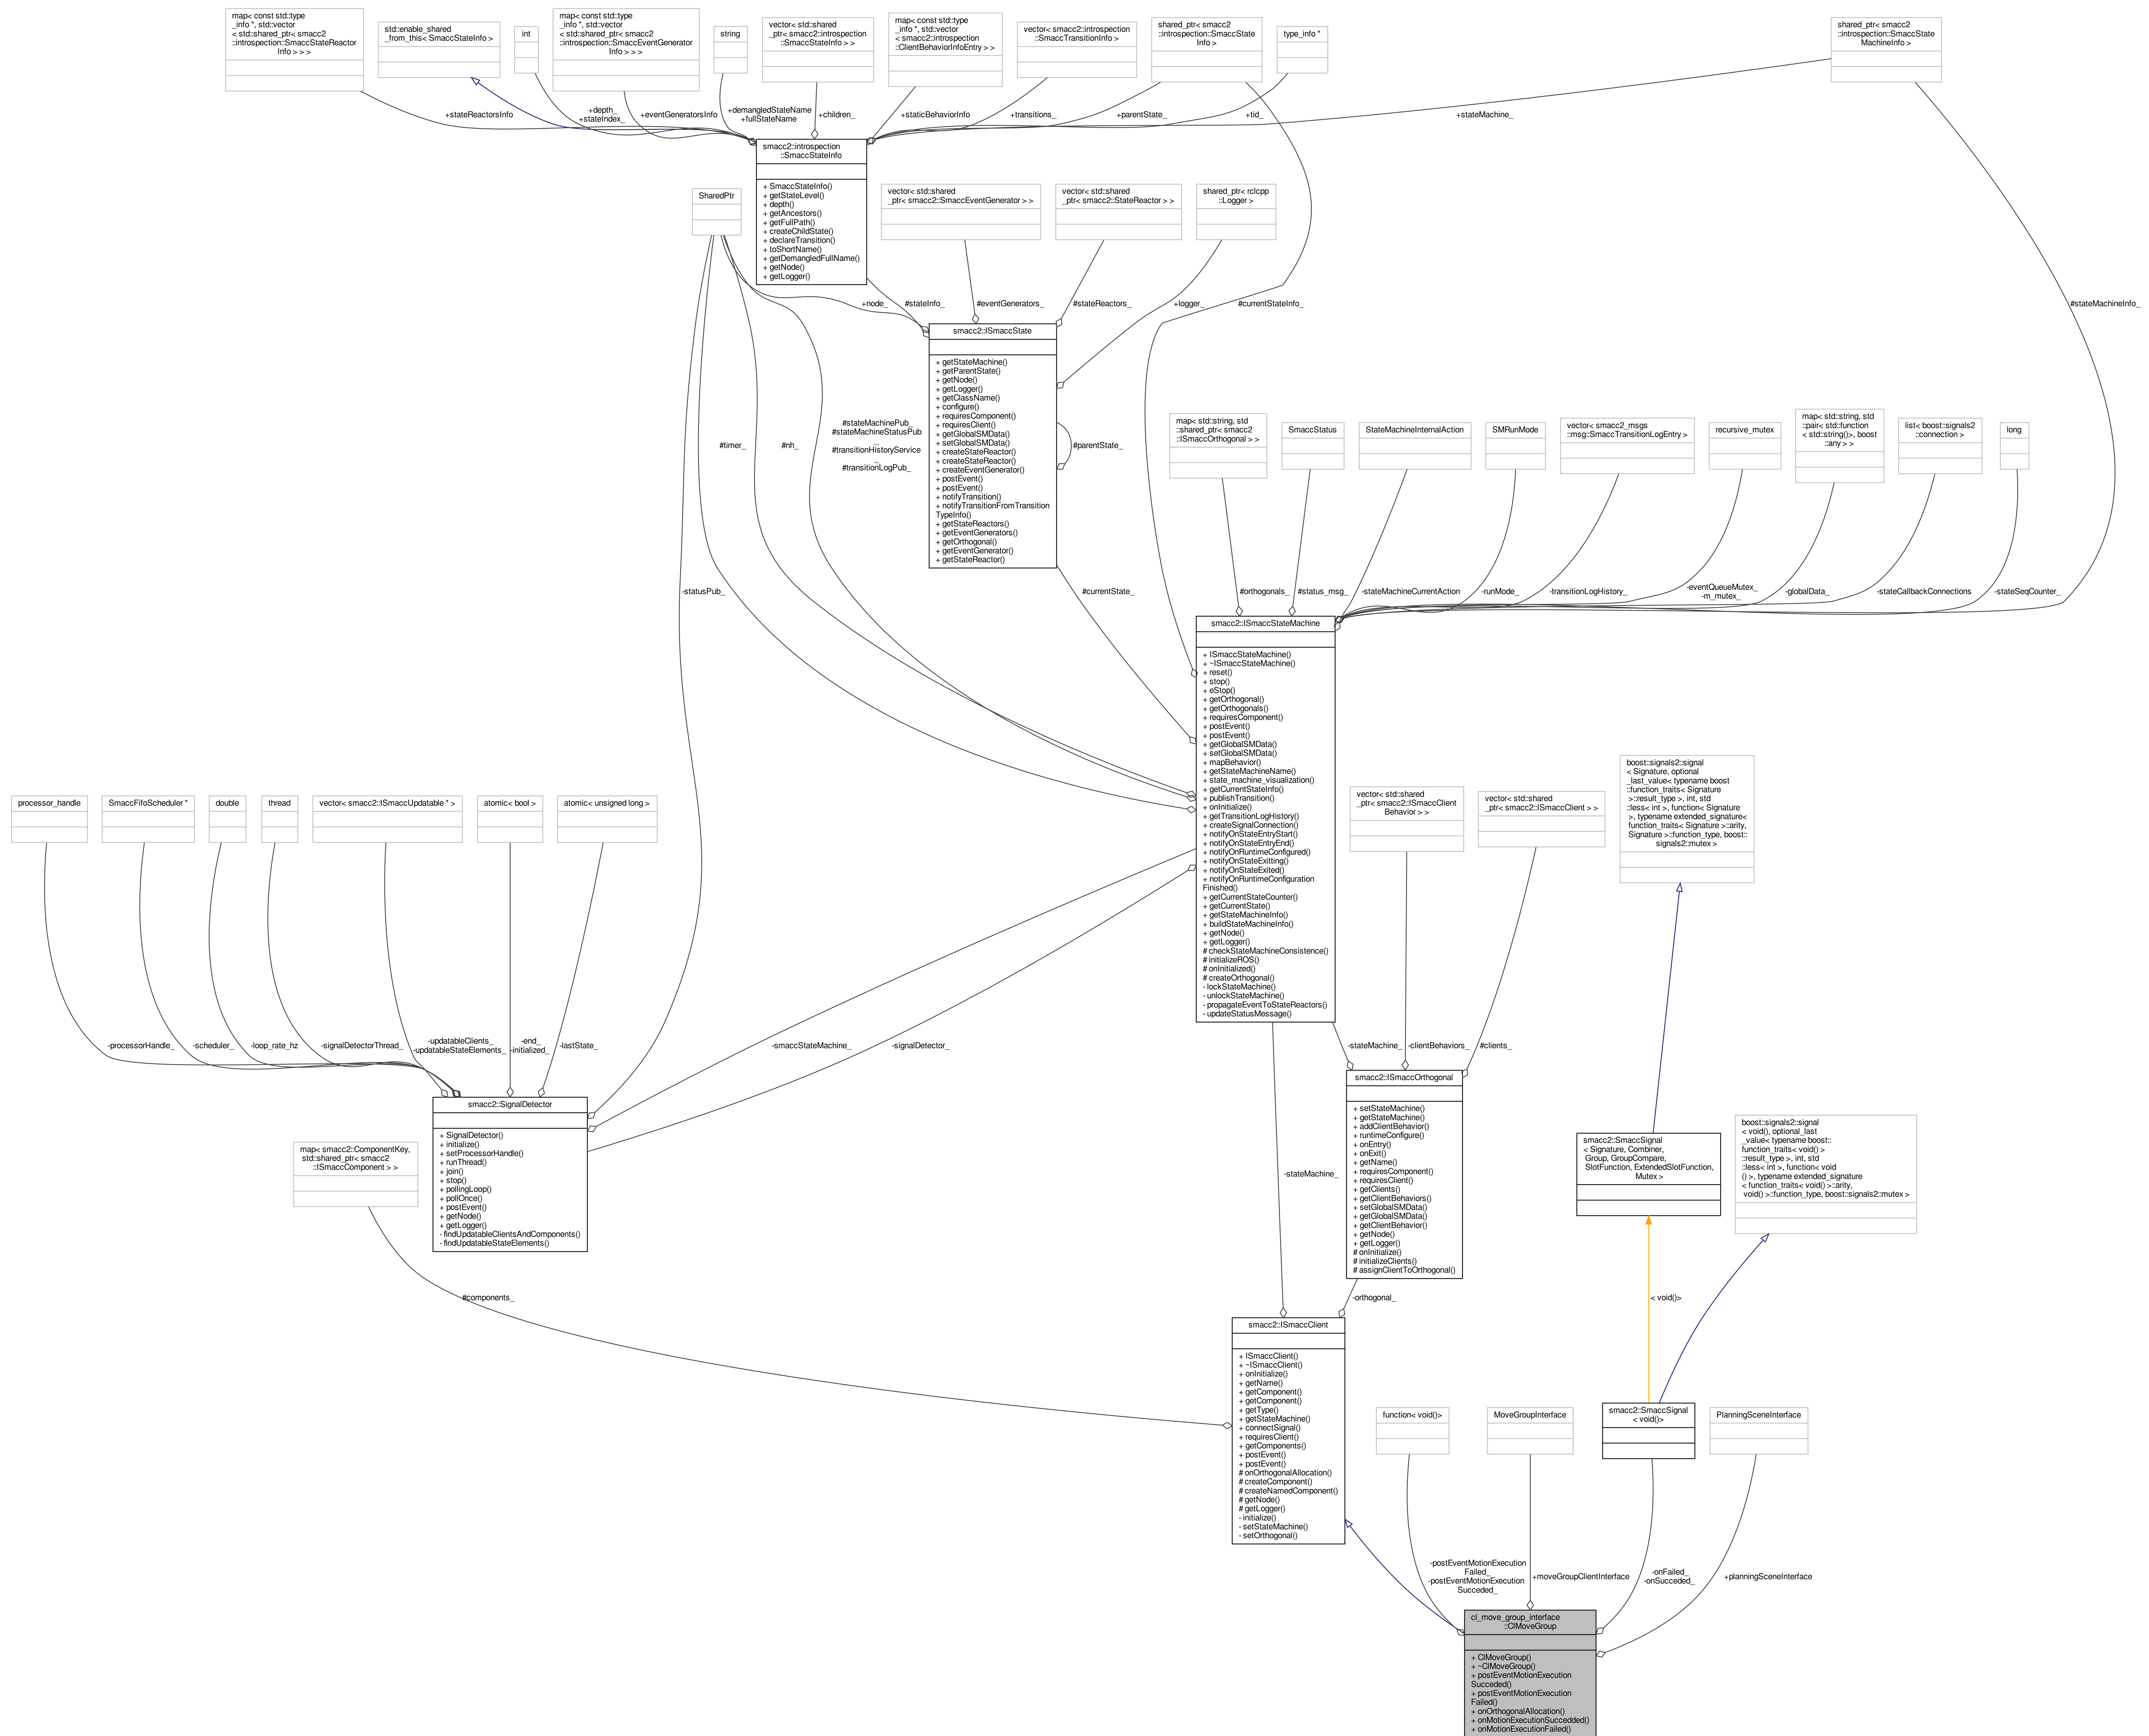 map< const std::type
_info *, std::vector
< std::shared_ptr< smacc2
::introspection::SmaccStateReactor
Info > > >
std::enable_shared
_from_this< SmaccStateInfo >
int
map< const std::type
_info *, std::vector
< std::shared_ptr< smacc2
::introspection::SmaccEventGenerator
Info > > >
string
vector< std::shared
_ptr< smacc2::introspection
::SmaccStateInfo > >
map< const std::type
_info *, std::vector
< smacc2::introspection
::ClientBehaviorInfoEntry > >
vector< smacc2::introspection
::SmaccTransitionInfo >
shared_ptr< smacc2
::introspection::SmaccState
Info >
type_info *
shared_ptr< smacc2
::introspection::SmaccState
MachineInfo >
+stateReactorsInfo
+depth_
+stateIndex_
+eventGeneratorsInfo
+demangledStateName
+fullStateName
+children_
+staticBehaviorInfo
+transitions_
+parentState_
+tid_
+stateMachine_
smacc2::introspection
::SmaccStateInfo
+ SmaccStateInfo()
+ getStateLevel()
+ depth()
+ getAncestors()
+ getFullPath()
+ createChildState()
+ declareTransition()
+ toShortName()
+ getDemangledFullName()
+ getNode()
+ getLogger()
SharedPtr
vector< std::shared
_ptr< smacc2::SmaccEventGenerator > >
vector< std::shared
_ptr< smacc2::StateReactor > >
shared_ptr< rclcpp
::Logger >
+node_
#stateInfo_
#eventGenerators_
#stateReactors_
+logger_
#currentStateInfo_
#stateMachineInfo_
smacc2::ISmaccState
+ getStateMachine()
+ getParentState()
+ getNode()
+ getLogger()
+ getClassName()
+ configure()
+ requiresComponent()
+ requiresClient()
+ getGlobalSMData()
+ setGlobalSMData()
+ createStateReactor()
+ createStateReactor()
+ createEventGenerator()
+ postEvent()
+ postEvent()
+ notifyTransition()
+ notifyTransitionFromTransition
TypeInfo()
+ getStateReactors()
+ getEventGenerators()
+ getOrthogonal()
+ getEventGenerator()
+ getStateReactor()
#parentState_
#timer_
#nh_
#stateMachinePub_
#stateMachineStatusPub
_
#transitionHistoryService
_
#transitionLogPub_
map< std::string, std
::shared_ptr< smacc2
::ISmaccOrthogonal > >
SmaccStatus
StateMachineInternalAction
SMRunMode
vector< smacc2_msgs
::msg::SmaccTransitionLogEntry >
recursive_mutex
map< std::string, std
::pair< std::function
< std::string()>, boost
::any > >
list< boost::signals2
::connection >
long
-statusPub_
#currentState_
#orthogonals_
#status_msg_
-stateMachineCurrentAction
-runMode_
-transitionLogHistory_
-eventQueueMutex_
-m_mutex_
-globalData_
-stateCallbackConnections
-stateSeqCounter_
smacc2::ISmaccStateMachine
+ ISmaccStateMachine()
+ ~ISmaccStateMachine()
+ reset()
+ stop()
+ eStop()
+ getOrthogonal()
+ getOrthogonals()
+ requiresComponent()
+ postEvent()
+ postEvent()
+ getGlobalSMData()
+ setGlobalSMData()
+ mapBehavior()
+ getStateMachineName()
+ state_machine_visualization()
+ getCurrentStateInfo()
+ publishTransition()
+ onInitialize()
+ getTransitionLogHistory()
+ createSignalConnection()
+ notifyOnStateEntryStart()
+ notifyOnStateEntryEnd()
+ notifyOnRuntimeConfigured()
+ notifyOnStateExitting()
+ notifyOnStateExited()
+ notifyOnRuntimeConfiguration
Finished()
+ getCurrentStateCounter()
+ getCurrentState()
+ getStateMachineInfo()
+ buildStateMachineInfo()
+ getNode()
+ getLogger()
# checkStateMachineConsistence()
# initializeROS()
# onInitialized()
# createOrthogonal()
- lockStateMachine()
- unlockStateMachine()
- propagateEventToStateReactors()
- updateStatusMessage()
processor_handle
SmaccFifoScheduler *
double
thread
vector< smacc2::ISmaccUpdatable * >
atomic< bool >
atomic< unsigned long >
vector< std::shared
_ptr< smacc2::ISmaccClient
Behavior > >
vector< std::shared
_ptr< smacc2::ISmaccClient > >
boost::signals2::signal
< Signature, optional
_last_value< typename boost
::function_traits< Signature
>::result_type >, int, std
::less< int >, function< Signature
>, typename extended_signature<
function_traits< Signature >::arity,
Signature >::function_type, boost::
signals2::mutex >
-processorHandle_
-scheduler_
-loop_rate_hz
-signalDetectorThread_
-updatableClients_
-updatableStateElements_
-end_
-initialized_
-lastState_
-smaccStateMachine_
-signalDetector_
-stateMachine_
-clientBehaviors_
#clients_
smacc2::SignalDetector
+ SignalDetector()
+ initialize()
+ setProcessorHandle()
+ runThread()
+ join()
+ stop()
+ pollingLoop()
+ pollOnce()
+ postEvent()
+ getNode()
+ getLogger()
- findUpdatableClientsAndComponents()
- findUpdatableStateElements()
map< smacc2::ComponentKey,
std::shared_ptr< smacc2
::ISmaccComponent > >
smacc2::ISmaccOrthogonal
+ setStateMachine()
+ getStateMachine()
+ addClientBehavior()
+ runtimeConfigure()
+ onEntry()
+ onExit()
+ getName()
+ requiresComponent()
+ requiresClient()
+ getClients()
+ getClientBehaviors()
+ setGlobalSMData()
+ getGlobalSMData()
+ getClientBehavior()
+ getNode()
+ getLogger()
# onInitialize()
# initializeClients()
# assignClientToOrthogonal()
smacc2::SmaccSignal
< Signature, Combiner,
Group, GroupCompare,
SlotFunction, ExtendedSlotFunction,
Mutex >
boost::signals2::signal
< void(), optional_last
_value< typename boost::
function_traits< void()>
::result_type >, int, std
::less< int >, function< void
() >, typename extended_signature
< function_traits< void() >::arity,
void() >::function_type, boost::signals2::mutex >
-stateMachine_
#components_
-orthogonal_
< void()>
smacc2::ISmaccClient
+ ISmaccClient()
+ ~ISmaccClient()
+ onInitialize()
+ getName()
+ getComponent()
+ getComponent()
+ getType()
+ getStateMachine()
+ connectSignal()
+ requiresClient()
+ getComponents()
+ postEvent()
+ postEvent()
# onOrthogonalAllocation()
# createComponent()
# createNamedComponent()
# getNode()
# getLogger()
- initialize()
- setStateMachine()
- setOrthogonal()
function< void()>
MoveGroupInterface
smacc2::SmaccSignal
< void()>
PlanningSceneInterface
-postEventMotionExecution
Failed_
-postEventMotionExecution
Succeded_
+moveGroupClientInterface
-onFailed_
-onSucceded_
+planningSceneInterface
cl_move_group_interface
::ClMoveGroup
+ ClMoveGroup()
+ ~ClMoveGroup()
+ postEventMotionExecution
Succeded()
+ postEventMotionExecution
Failed()
+ onOrthogonalAllocation()
+ onMotionExecutionSuccedded()
+ onMotionExecutionFailed()